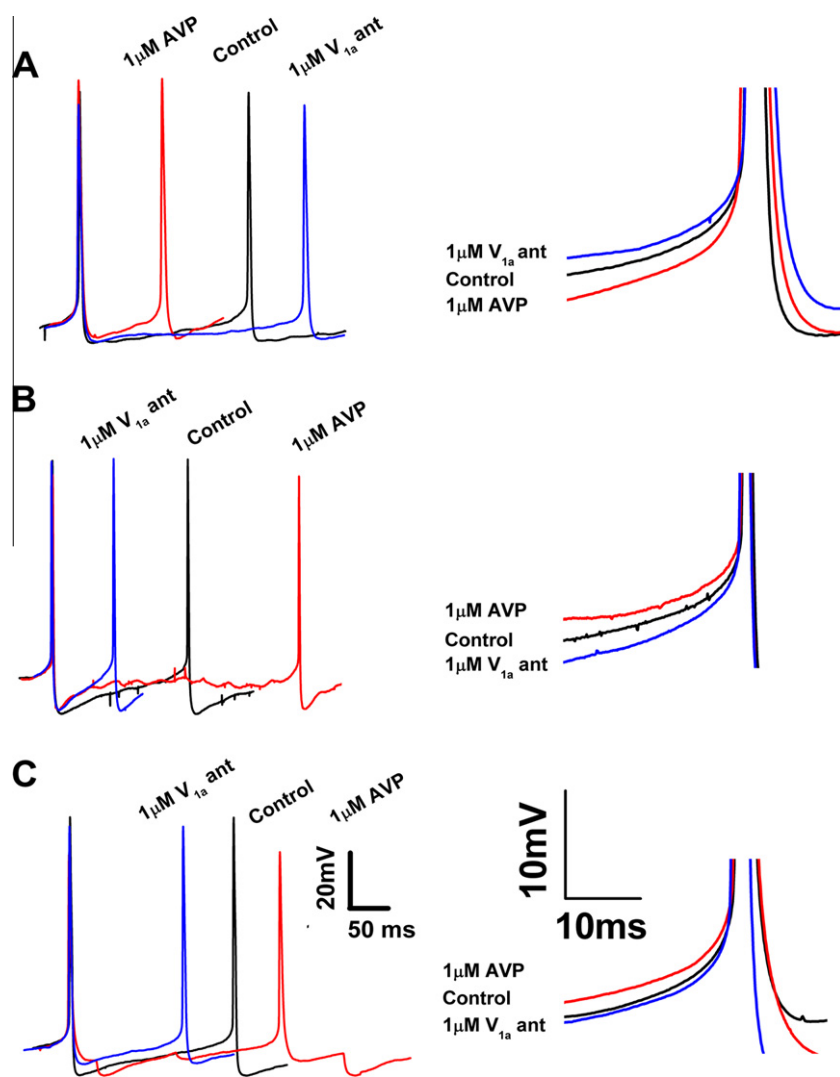 A
1μM AVP
Control
1μM V1a ant
1μM V1a ant
Control
1μM AVP
B
1μM V1a ant
Control
1μM AVP
1μM AVP
Control
1μM V1a ant
C
1μM V1a ant
Control
1μM AVP
20mV
50 ms
10mV
10ms
1μM AVP
Control
1μM V1a ant